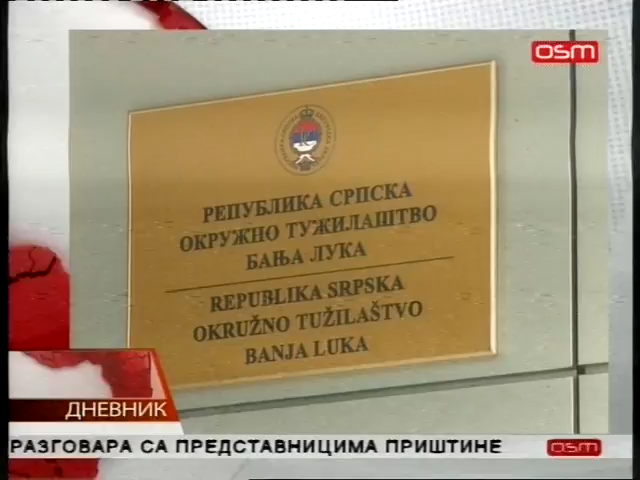 OSM
РЕПУБЛИКА СРПСКА
ОКРУЖНО ТУЖИЛАШТВО
БАЊА ЛУКА
REPUBLIKA SRPSKA
OKRUŽNO TUŽILAŠTVO
BANJA LUKA
ДНЕВНИК
РАЗГОВАРА СА ПРЕДСТАВНИЦИМА ПРИШТИНЕ
OSM